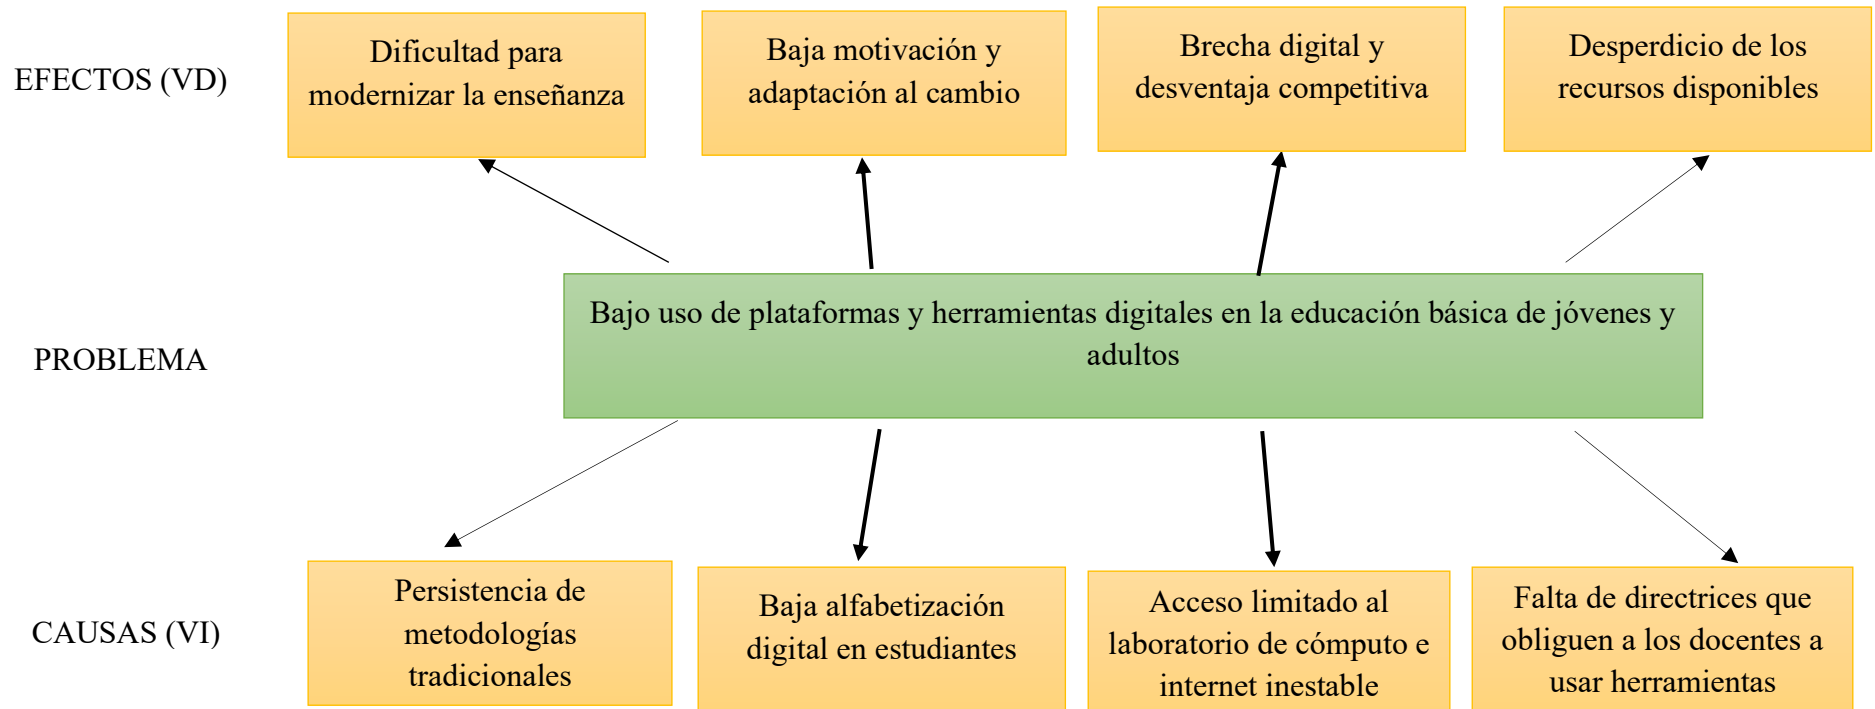 EFECTOS (VD)
Dificultad para
modernizar la enseñanza
Baja motivación y
adaptación al cambio
Brecha digital y
desventaja competitiva
Desperdicio de los
recursos disponibles
PROBLEMA
Bajo uso de plataformas y herramientas digitales en la educación básica de jóvenes y
adultos
CAUSAS (VI)
Persistencia de
metodologías
tradicionales
Baja alfabetización
digital en estudiantes
Acceso limitado al
laboratorio de cómputo e
internet inestable
Falta de directrices que
obliguen a los docentes a
usar herramientas